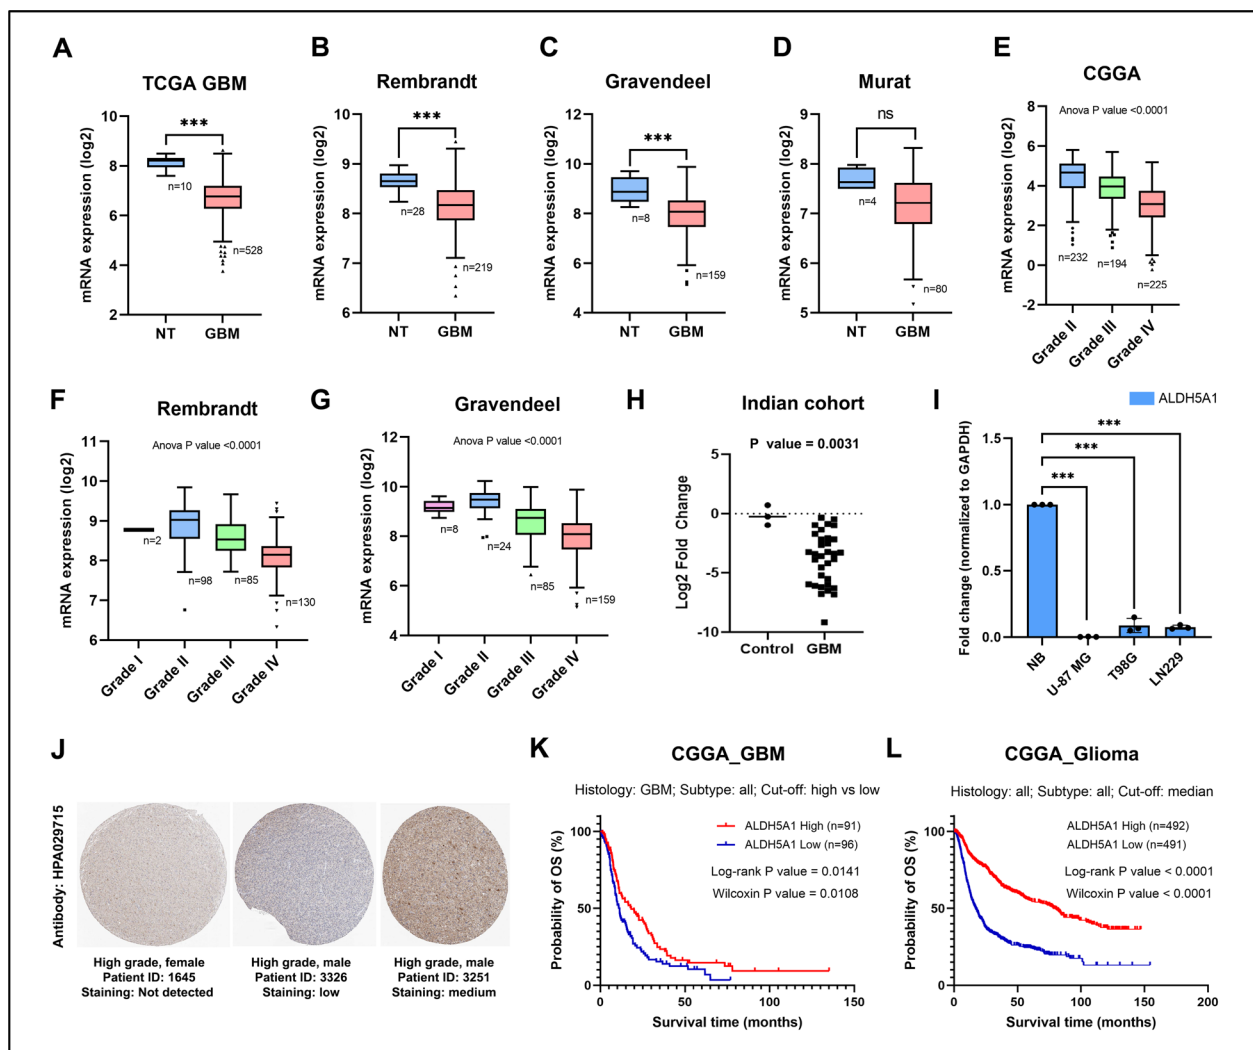 A
TCGA GBM
mRNA expression (log2)
10
8
6
4
2
***
n=10
n=528
NT
GBM
B
Rembrandt
mRNA expression (log2)
10
9
8
7
6
***
n=28
n=219
NT
GBM
C
Gravendeel
mRNA expression (log2)
12
10
8
6
4
***
n=8
n=159
NT
GBM
D
Murat
mRNA expression (log2)
9
8
7
6
5
ns
n=4
n=80
NT
GBM
E
CGGA
Anova P value <0.0001
mRNA expression (log2)
8
6
4
2
0
-2
n=232
n=194
n=225
Grade II
Grade III
Grade IV
F
Rembrandt
Anova P value <0.0001
mRNA expression (log2)
11
10
9
8
7
6
n=2
n=98
n=85
n=130
Grade I
Grade II
Grade III
Grade IV
G
Gravendeel
Anova P value <0.0001
mRNA expression (log2)
12
10
8
6
4
n=8
n=24
n=85
n=159
Grade I
Grade II
Grade III
Grade IV
H
Indian cohort
P value = 0.0031
Log2 Fold Change
5
0
-5
-10
Control
GBM
I
ALDH5A1
Fold change (normalized to GAPDH)
1.5
1.0
0.5
0.0
***
***
***
NB
U-87 MG
T98G
LN229
J
Antibody: HPA029715
High grade, female
Patient ID: 1645
Staining: Not detected
High grade, male
Patient ID: 3326
Staining: low
High grade, male
Patient ID: 3251
Staining: medium
K
CGGA_GBM
Histology: GBM; Subtype: all; Cut-off: high vs low
ALDH5A1 High (n=91)
ALDH5A1 Low (n=96)
Log-rank P value = 0.0141
Wilcoxin P value = 0.0108
Probability of OS (%)
100
50
0
0
50
100
150
Survival time (months)
L
CGGA_Glioma
Histology: all; Subtype: all; Cut-off: median
ALDH5A1 High (n=492)
ALDH5A1 Low (n=491)
Log-rank P value < 0.0001
Wilcoxin P value < 0.0001
Probability of OS (%)
100
50
0
0
50
100
150
200
Survival time (months)